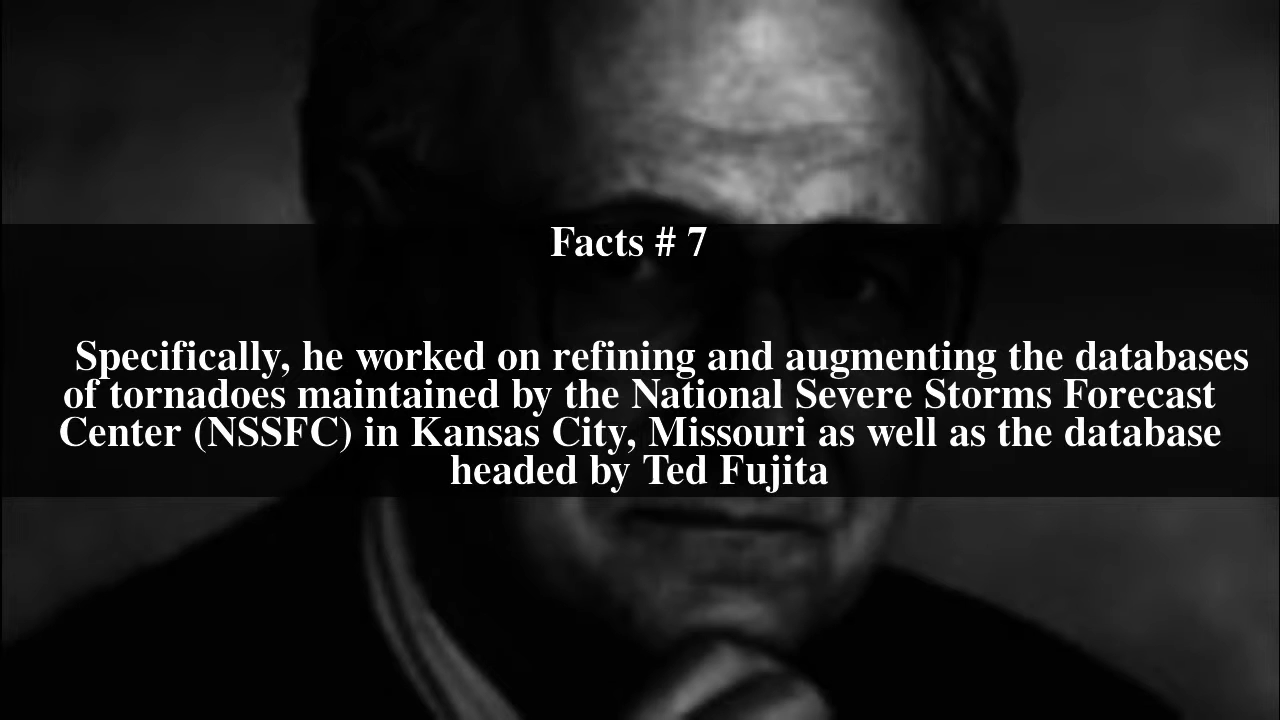 Facts # 7
Specifically, he worked on refining and augmenting the databases
of tornadoes maintained by the National Severe Storms Forecast
Center (NSSFC) in Kansas City, Missouri as well as the database
headed by Ted Fujita